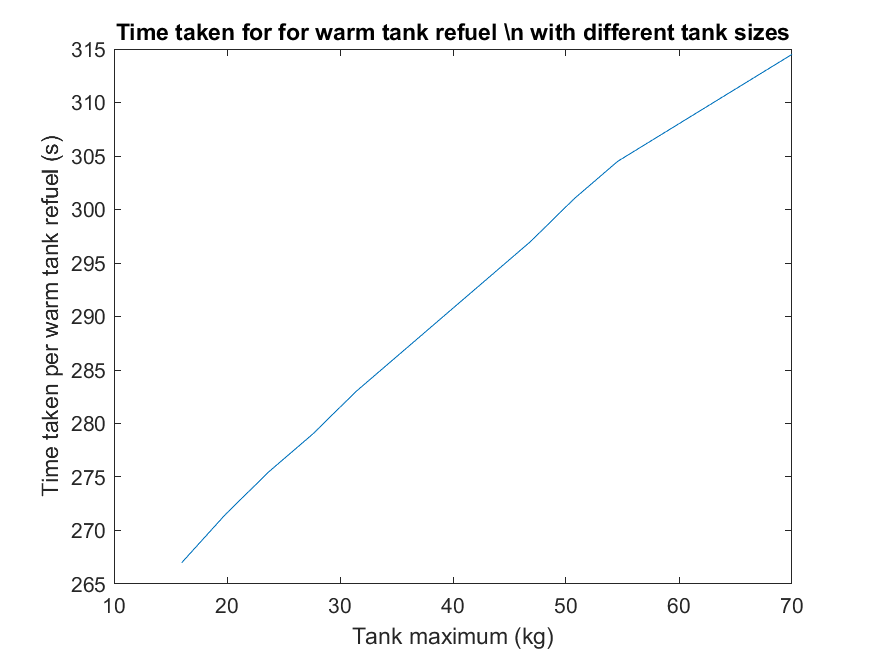 Time taken for for warm tank refuel \n with different tank sizes
315
310
305
300
295
290
285
280
275
270
265
Time taken per warm tank refuel (s)
10 20 30 40 50 60 70
Tank maximum (kg)